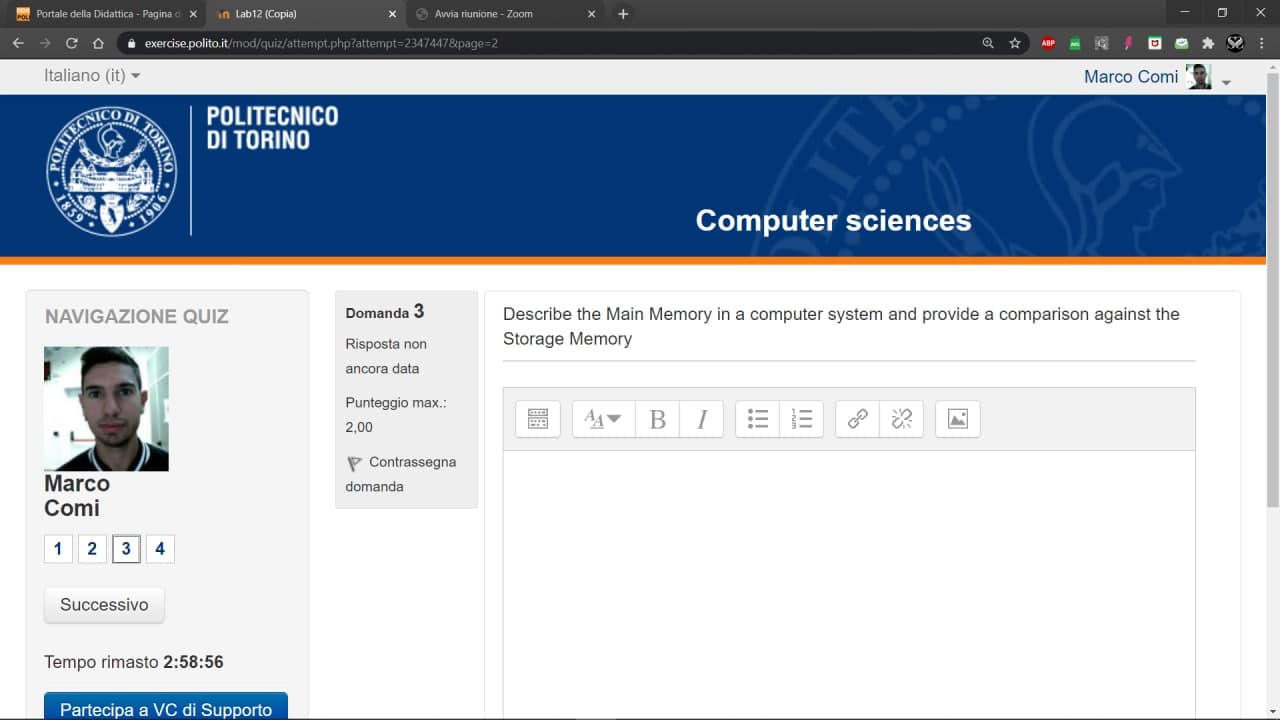 Portale della Didattica - Pagina d
Lab12 (Copia)
Avvia riunione - Zoom
exercise.polito.it/mod/quiz/attempt.php?attempt=2347447&page=2
ABP
Italiano (it)
Marco Comi
POLITECNICO DI TORINO
1859 1906
POLITECNICO
DI TORINO
Computer sciences
NAVIGAZIONE QUIZ
Marco
Comi
1 2 3 4
Successivo
Tempo rimasto 2:58:56
Partecipa a VC di Supporto
Domanda 3
Risposta non
ancora data
Punteggio max.:
2,00
Contrassegna
domanda
Describe the Main Memory in a computer system and provide a comparison against the
Storage Memory